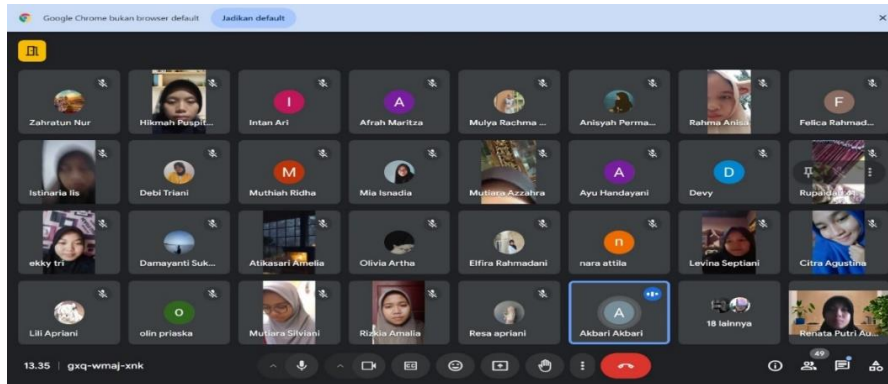 Google Chrome bukan browser default Jadikan default
Zahratun Nur Hikmah Puspit... Intan Ari Afrah Maritza Mulya Rachma ... Anisyah Perma... Rahma Anisa Felica Rahmad...
I A F
Istinaria Iis Debi Triani Muthiah Ridha Mia Isnadia Mutiara Azzahra Ayu Handayani Devy
M A D
ekky tri Damayanti Suk... Atikasari Amelia Olivia Artha Elfira Rahmadani nara attila Levina Septiani Citra Agustina
n
Lili Apriani olin priaska Mutiara Silviani Rizkia Amalia Resa apriani Akbari Akbari 18 lainnya Renata Putri Au...
o A
13.35 | gxq-wmaj-xnk 49